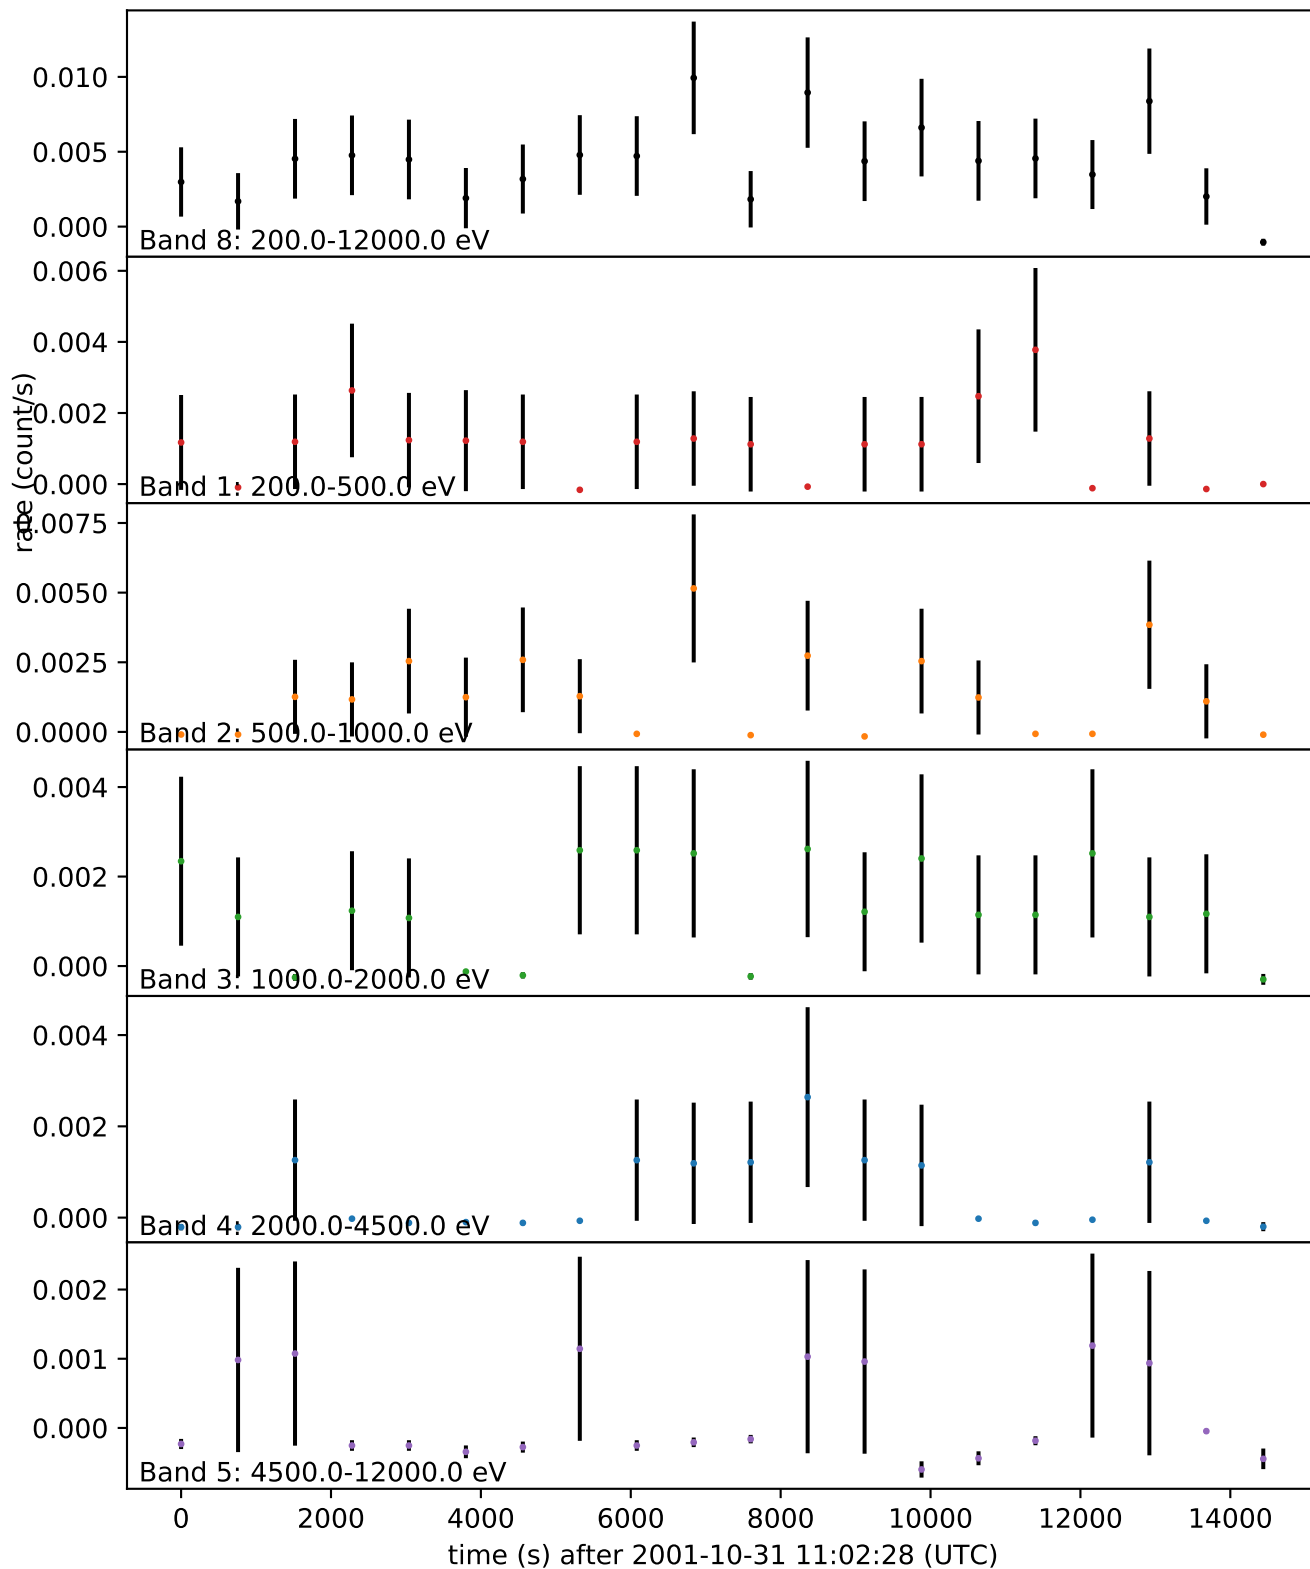 0.010
0.005
0.000
Band 8: 200.0-12000.0 eV
0.006
0.004
0.002
0.000
Band 1: 200.0-500.0 eV
rate (count/s)
0.0075
0.0050
0.0025
0.0000
Band 2: 500.0-1000.0 eV
0.004
0.002
0.000
Band 3: 1000.0-2000.0 eV
0.004
0.002
0.000
Band 4: 2000.0-4500.0 eV
0.002
0.001
0.000
Band 5: 4500.0-12000.0 eV
0 2000 4000 6000 8000 10000 12000 14000
time (s) after 2001-10-31 11:02:28 (UTC)